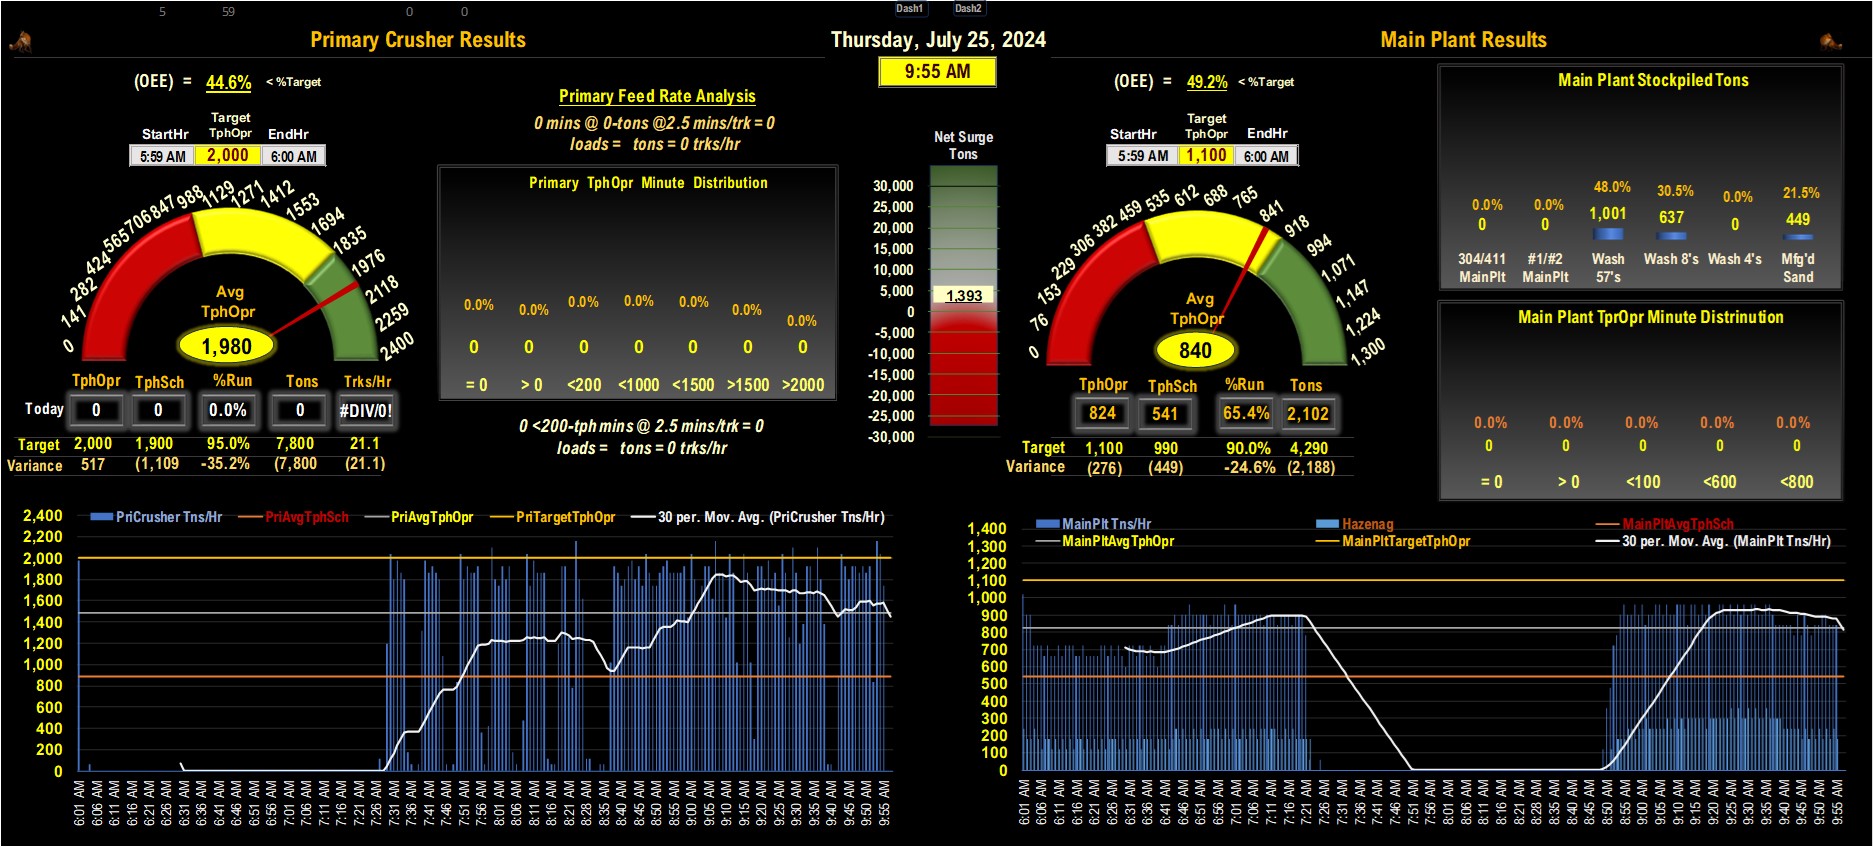 5 59 0 0 Dash1 Dash2
Primary Crusher Results
(OEE) = 44.6% < %Target
StartHr Target TphOpr EndHr
5:59 AM 2,000 6:00 AM
0 141 282 424 565 706 847 988 1129 1271 1412 1553 1694 1835 1976 2118 2259 2400
Avg
TphOpr
1,980
TphOpr TphSch %Run Tons Trks/Hr
Today 0 0 0.0% 0 #DIV/0!
Target 2,000 1,900 95.0% 7,800 21.1
Variance 517 (1,109 -35.2% (7,800 (21.1)
Primary Feed Rate Analysis
0 mins @ 0-tons @2.5 mins/trk = 0
loads = tons = 0 trks/hr
Primary TphOpr Minute Distribution
0.0% 0.0% 0.0% 0.0% 0.0% 0.0% 0.0%
0 0 0 0 0 0 0
= 0 > 0 <200 <1000 <1500 >1500 >2000
0 <200-tph mins @ 2.5 mins/trk = 0
loads = tons = 0 trks/hr
Thursday, July 25, 2024
9:55 AM
Net Surge
Tons
30,000
25,000
20,000
15,000
10,000
5,000
0
-5,000
-10,000
-15,000
-20,000
-25,000
-30,000
1,393
Main Plant Results
(OEE) = 49.2% < %Target
StartHr Target TphOpr EndHr
5:59 AM 1,100 6:00 AM
0 76 153 229 306 382 459 535 612 688 765 841 918 994 1,071 1,147 1,224 1,300
Avg
TphOpr
840
TphOpr TphSch %Run Tons
824 541 65.4% 2,102
Target 1,100 990 90.0% 4,290
Variance (276) (449) -24.6% (2,188)
Main Plant Stockpiled Tons
0.0% 0.0% 48.0% 30.5% 0.0% 21.5%
0 0 1,001 637 0 449
304/411 #1/#2 Wash Wash 8's Wash 4's Mfg'd
MainPlt MainPlt 57's Sand
Main Plant TprOpr Minute Distrinution
0.0% 0.0% 0.0% 0.0% 0.0% 0.0%
0 0 0 0 0
= 0 > 0 <100 <600 <800
PriCrusher Tns/Hr PriAvgTphSch PriAvgTphOpr PriTargetTphOpr 30 per. Mov. Avg. (PriCrusher Tns/Hr)
2,400
2,200
2,000
1,800
1,600
1,400
1,200
1,000
800
600
400
200
0
6:01 AM 6:06 AM 6:11 AM 6:16 AM 6:21 AM 6:26 AM 6:31 AM 6:36 AM 6:41 AM 6:46 AM 6:51 AM 6:56 AM 7:01 AM 7:06 AM 7:11 AM 7:16 AM 7:21 AM 7:26 AM 7:31 AM 7:36 AM 7:41 AM 7:46 AM 7:51 AM 7:56 AM 8:01 AM 8:06 AM 8:11 AM 8:16 AM 8:21 AM 8:26 AM 8:35 AM 8:40 AM 8:45 AM 8:50 AM 8:55 AM 9:00 AM 9:05 AM 9:10 AM 9:15 AM 9:20 AM 9:25 AM 9:30 AM 9:35 AM 9:40 AM 9:45 AM 9:50 AM 9:55 AM
MainPlt Tns/Hr Hazenag MainPltAvgTphSch
MainPltAvgTphOpr MainPltTargetTphOpr 30 per. Mov. Avg. (MainPlt Tns/Hr)
1,400
1,300
1,200
1,100
1,000
900
800
700
600
500
400
300
200
100
0
6:01 AM 6:06 AM 6:11 AM 6:16 AM 6:21 AM 6:26 AM 6:31 AM 6:36 AM 6:41 AM 6:46 AM 6:51 AM 6:56 AM 7:01 AM 7:06 AM 7:11 AM 7:16 AM 7:21 AM 7:26 AM 7:31 AM 7:36 AM 7:41 AM 7:46 AM 7:51 AM 7:56 AM 8:01 AM 8:06 AM 8:11 AM 8:16 AM 8:21 AM 8:26 AM 8:35 AM 8:40 AM 8:45 AM 8:50 AM 8:55 AM 9:00 AM 9:05 AM 9:10 AM 9:15 AM 9:20 AM 9:25 AM 9:30 AM 9:35 AM 9:40 AM 9:45 AM 9:50 AM 9:55 AM